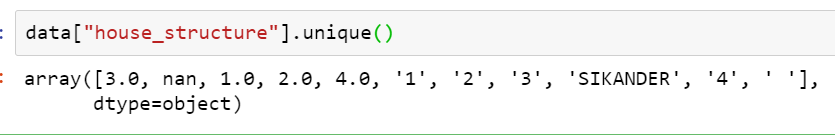 : data["house_structure"].unique()
: array([3.0, nan, 1.0, 2.0, 4.0, '1', '2', '3', 'SIKANDER', '4', ' '],
dtype=object)